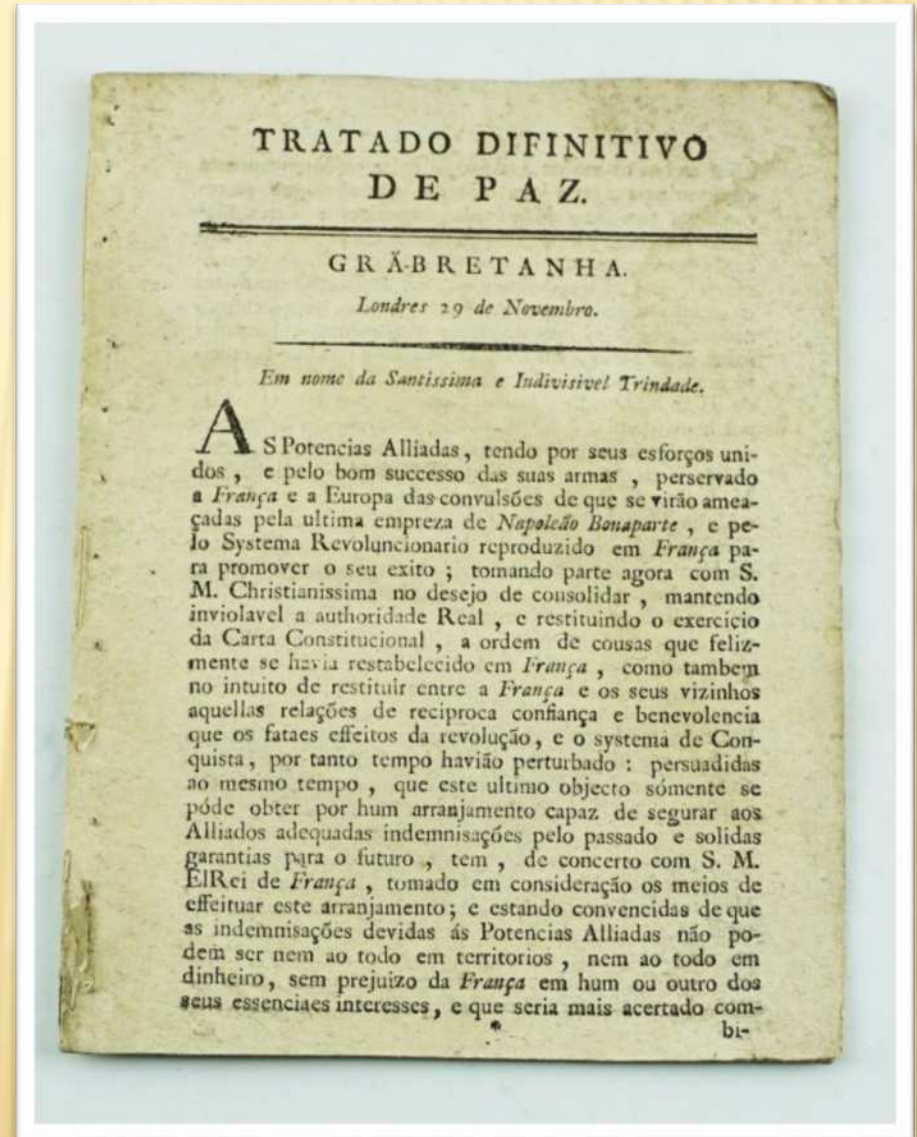 TRATADO DIFINITIVO
DE PAZ.
GRÃ-BRETANHA.
Londres 29 de Novembro.
Em nome da Santissima e Indivisivel Trindade.
AS Potencias Alliadas, tendo por seus esforços uni-
dos, e pelo bom successo das suas armas, perservado
a França e a Europa das convulsões de que se virão amea-
çadas pela ultima empreza de Napoleão Bonaparte, e pe-
lo Systema Revoluncionario reproduzido em França pa-
ra promover o seu exito; tomando parte agora com S.
M. Christianissima no desejo de consolidar, mantendo
inviolavel a authoridade Real, e restituindo o exercicio
da Carta Constitucional, a ordem de cousas que feliz-
mente se havia restabelecido em França, como tambem
no intuito de restituir entre a França e os seus vizinhos
aquellas relações de reciproca confiança e benevolencia
que os fataes effeitos da revolução, e o systema de Con-
quista, por tanto tempo havião perturbado: persuadidas
ao mesmo tempo, que este ultimo objecto sómente se
póde obter por hum arranjamento capaz de segurar aos
Alliados adequadas indemnisações pelo passado e solidas
garantias para o futuro, tem, de concerto com S. M.
ElRei de França, tomado em consideração os meios de
effeituar este arranjamento; e estando convencidas de que
as indemnisações devidas ás Potencias Alliadas não po-
dem ser nem ao todo em territorios, nem ao todo em
dinheiro, sem prejuizo da França em hum ou outro dos
seus essenciaes interesses, e que seria mais acertado com-
* bi-